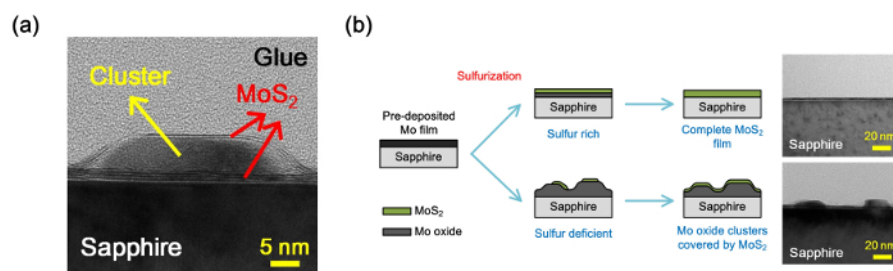 (a)
Glue
Cluster
MoS2
Sapphire
5 nm
(b)
Sulfurization
Pre-deposited
Mo film
Sapphire
Sapphire
Sulfur rich
Sapphire
Complete MoS2
film
Sapphire
20 nm
MoS2
Mo oxide
Sapphire
Sulfur deficient
Sapphire
Mo oxide clusters
covered by MoS2
Sapphire
20 nm